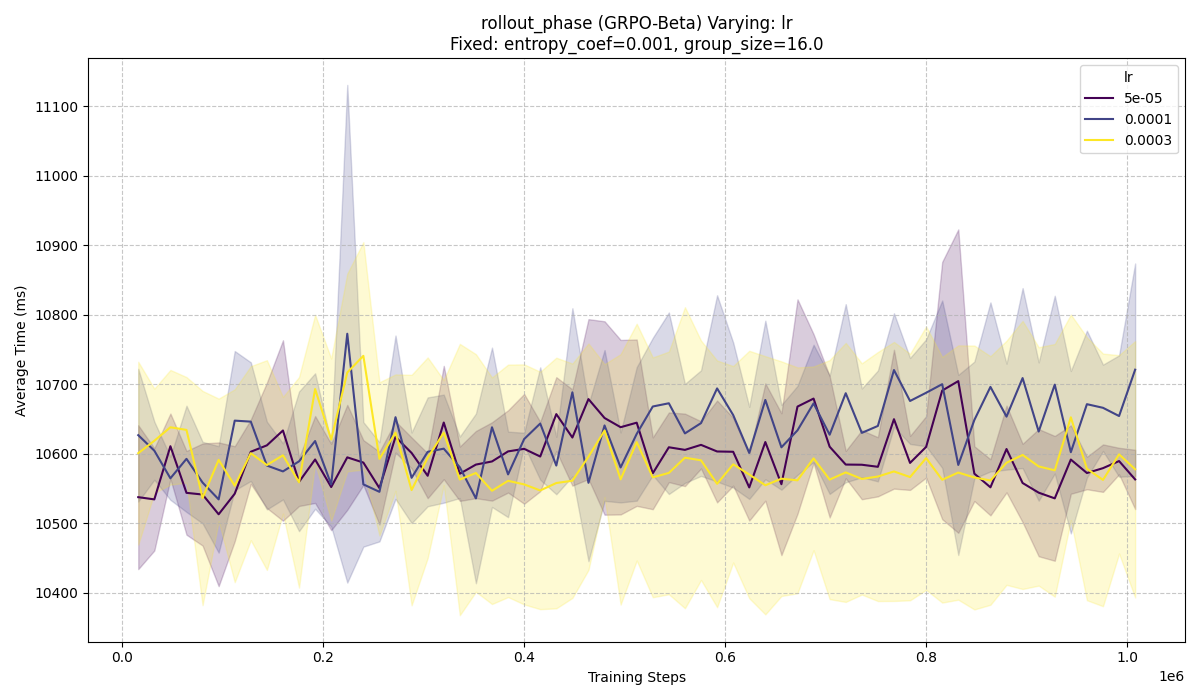 rollout_phase (GRPO-Beta) Varying: lr
Fixed: entropy_coef=0.001, group_size=16.0
lr
5e-05
0.0001
0.0003
Average Time (ms)
11100
11000
10900
10800
10700
10600
10500
10400
0.0 0.2 0.4 0.6 0.8 1.0
1e6
Training Steps